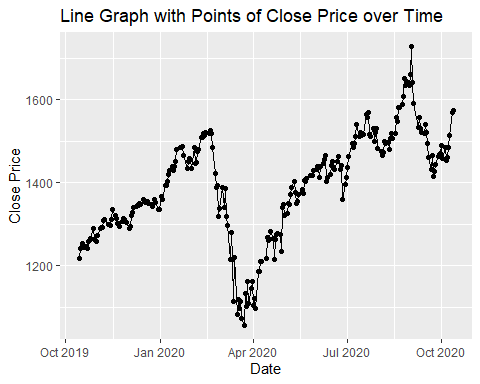 Line Graph with Points of Close Price over Time
Close Price
1600
1400
1200
Oct 2019 Jan 2020 Apr 2020 Jul 2020 Oct 2020
Date